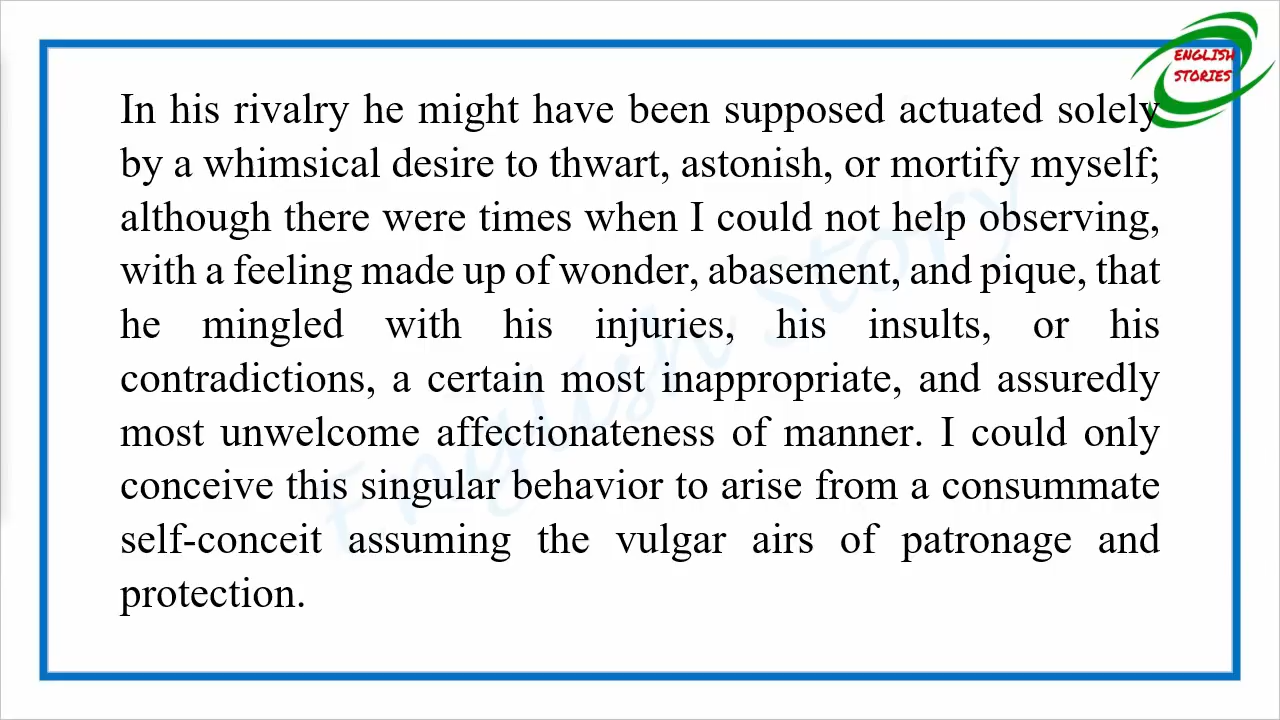 ENGLISH
STORIES
In his rivalry he might have been supposed actuated solely
by a whimsical desire to thwart, astonish, or mortify myself;
although there were times when I could not help observing,
with a feeling made up of wonder, abasement, and pique, that
he mingled with his injuries, his insults, or his
contradictions, a certain most inappropriate, and assuredly
most unwelcome affectionateness of manner. I could only
conceive this singular behavior to arise from a consummate
self-conceit assuming the vulgar airs of patronage and
protection.
English Story